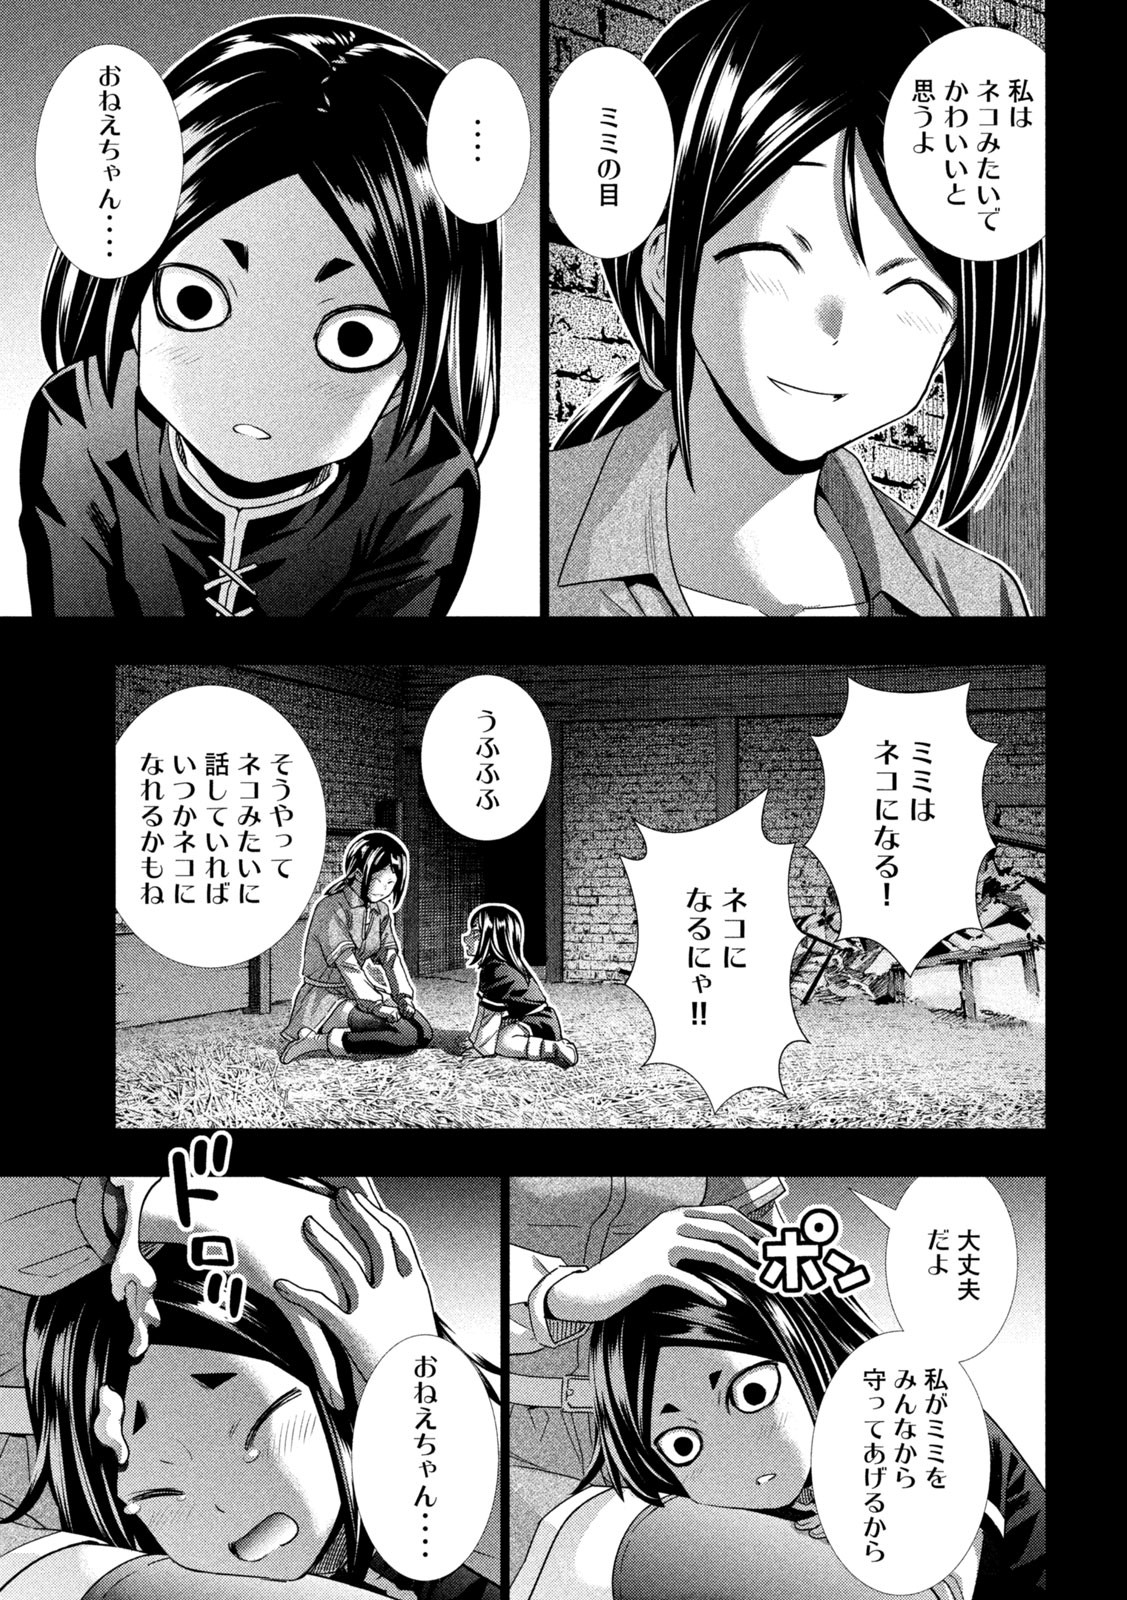 私は
ネコみたいで
かわいいと
思うよ
ミミの目
・・・・
おねえちゃん・・・・
ミミは
ネコになる！
ネコに
なるにゃ!!
うふふふ
そうやって
ネコみたいに
話していれば
いつかネコに
なれるかもね
大丈夫
だよ
私がミミを
みんなから
守ってあげるから
ポン
おねえちゃん・・・・
ドロ